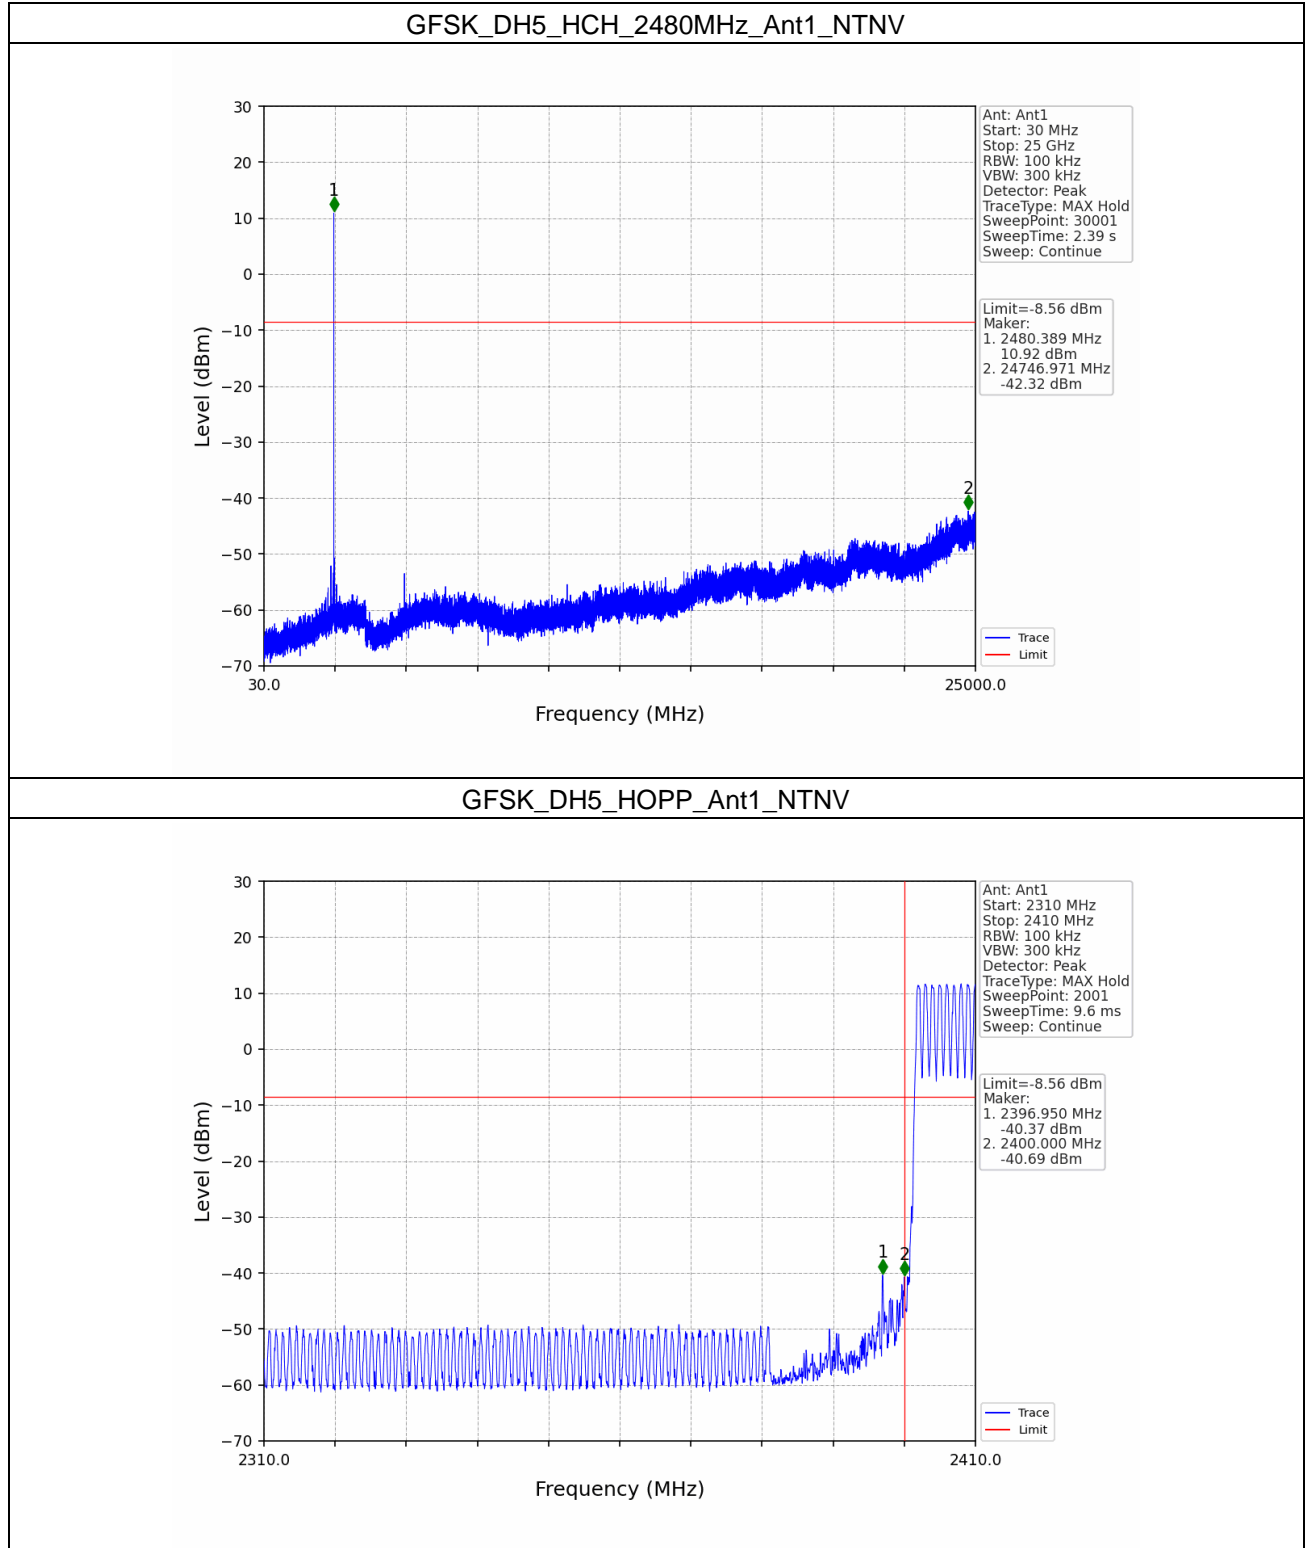 GFSK_DH5_HCH_2480MHz_Ant1_NTNV
30
20
10
0
−10
−20
−30
−40
−50
−60
−70
Level (dBm)
1
2
30.0
25000.0
Frequency (MHz)
Ant: Ant1
Start: 30 MHz
Stop: 25 GHz
RBW: 100 kHz
VBW: 300 kHz
Detector: Peak
TraceType: MAX Hold
SweepPoint: 30001
SweepTime: 2.39 s
Sweep: Continue
Limit=-8.56 dBm
Maker:
1. 2480.389 MHz
10.92 dBm
2. 24746.971 MHz
-42.32 dBm
Trace
Limit
GFSK_DH5_HOPP_Ant1_NTNV
30
20
10
0
−10
−20
−30
−40
−50
−60
−70
Level (dBm)
1
2
2310.0
2410.0
Frequency (MHz)
Ant: Ant1
Start: 2310 MHz
Stop: 2410 MHz
RBW: 100 kHz
VBW: 300 kHz
Detector: Peak
TraceType: MAX Hold
SweepPoint: 2001
SweepTime: 9.6 ms
Sweep: Continue
Limit=-8.56 dBm
Maker:
1. 2396.950 MHz
-40.37 dBm
2. 2400.000 MHz
-40.69 dBm
Trace
Limit